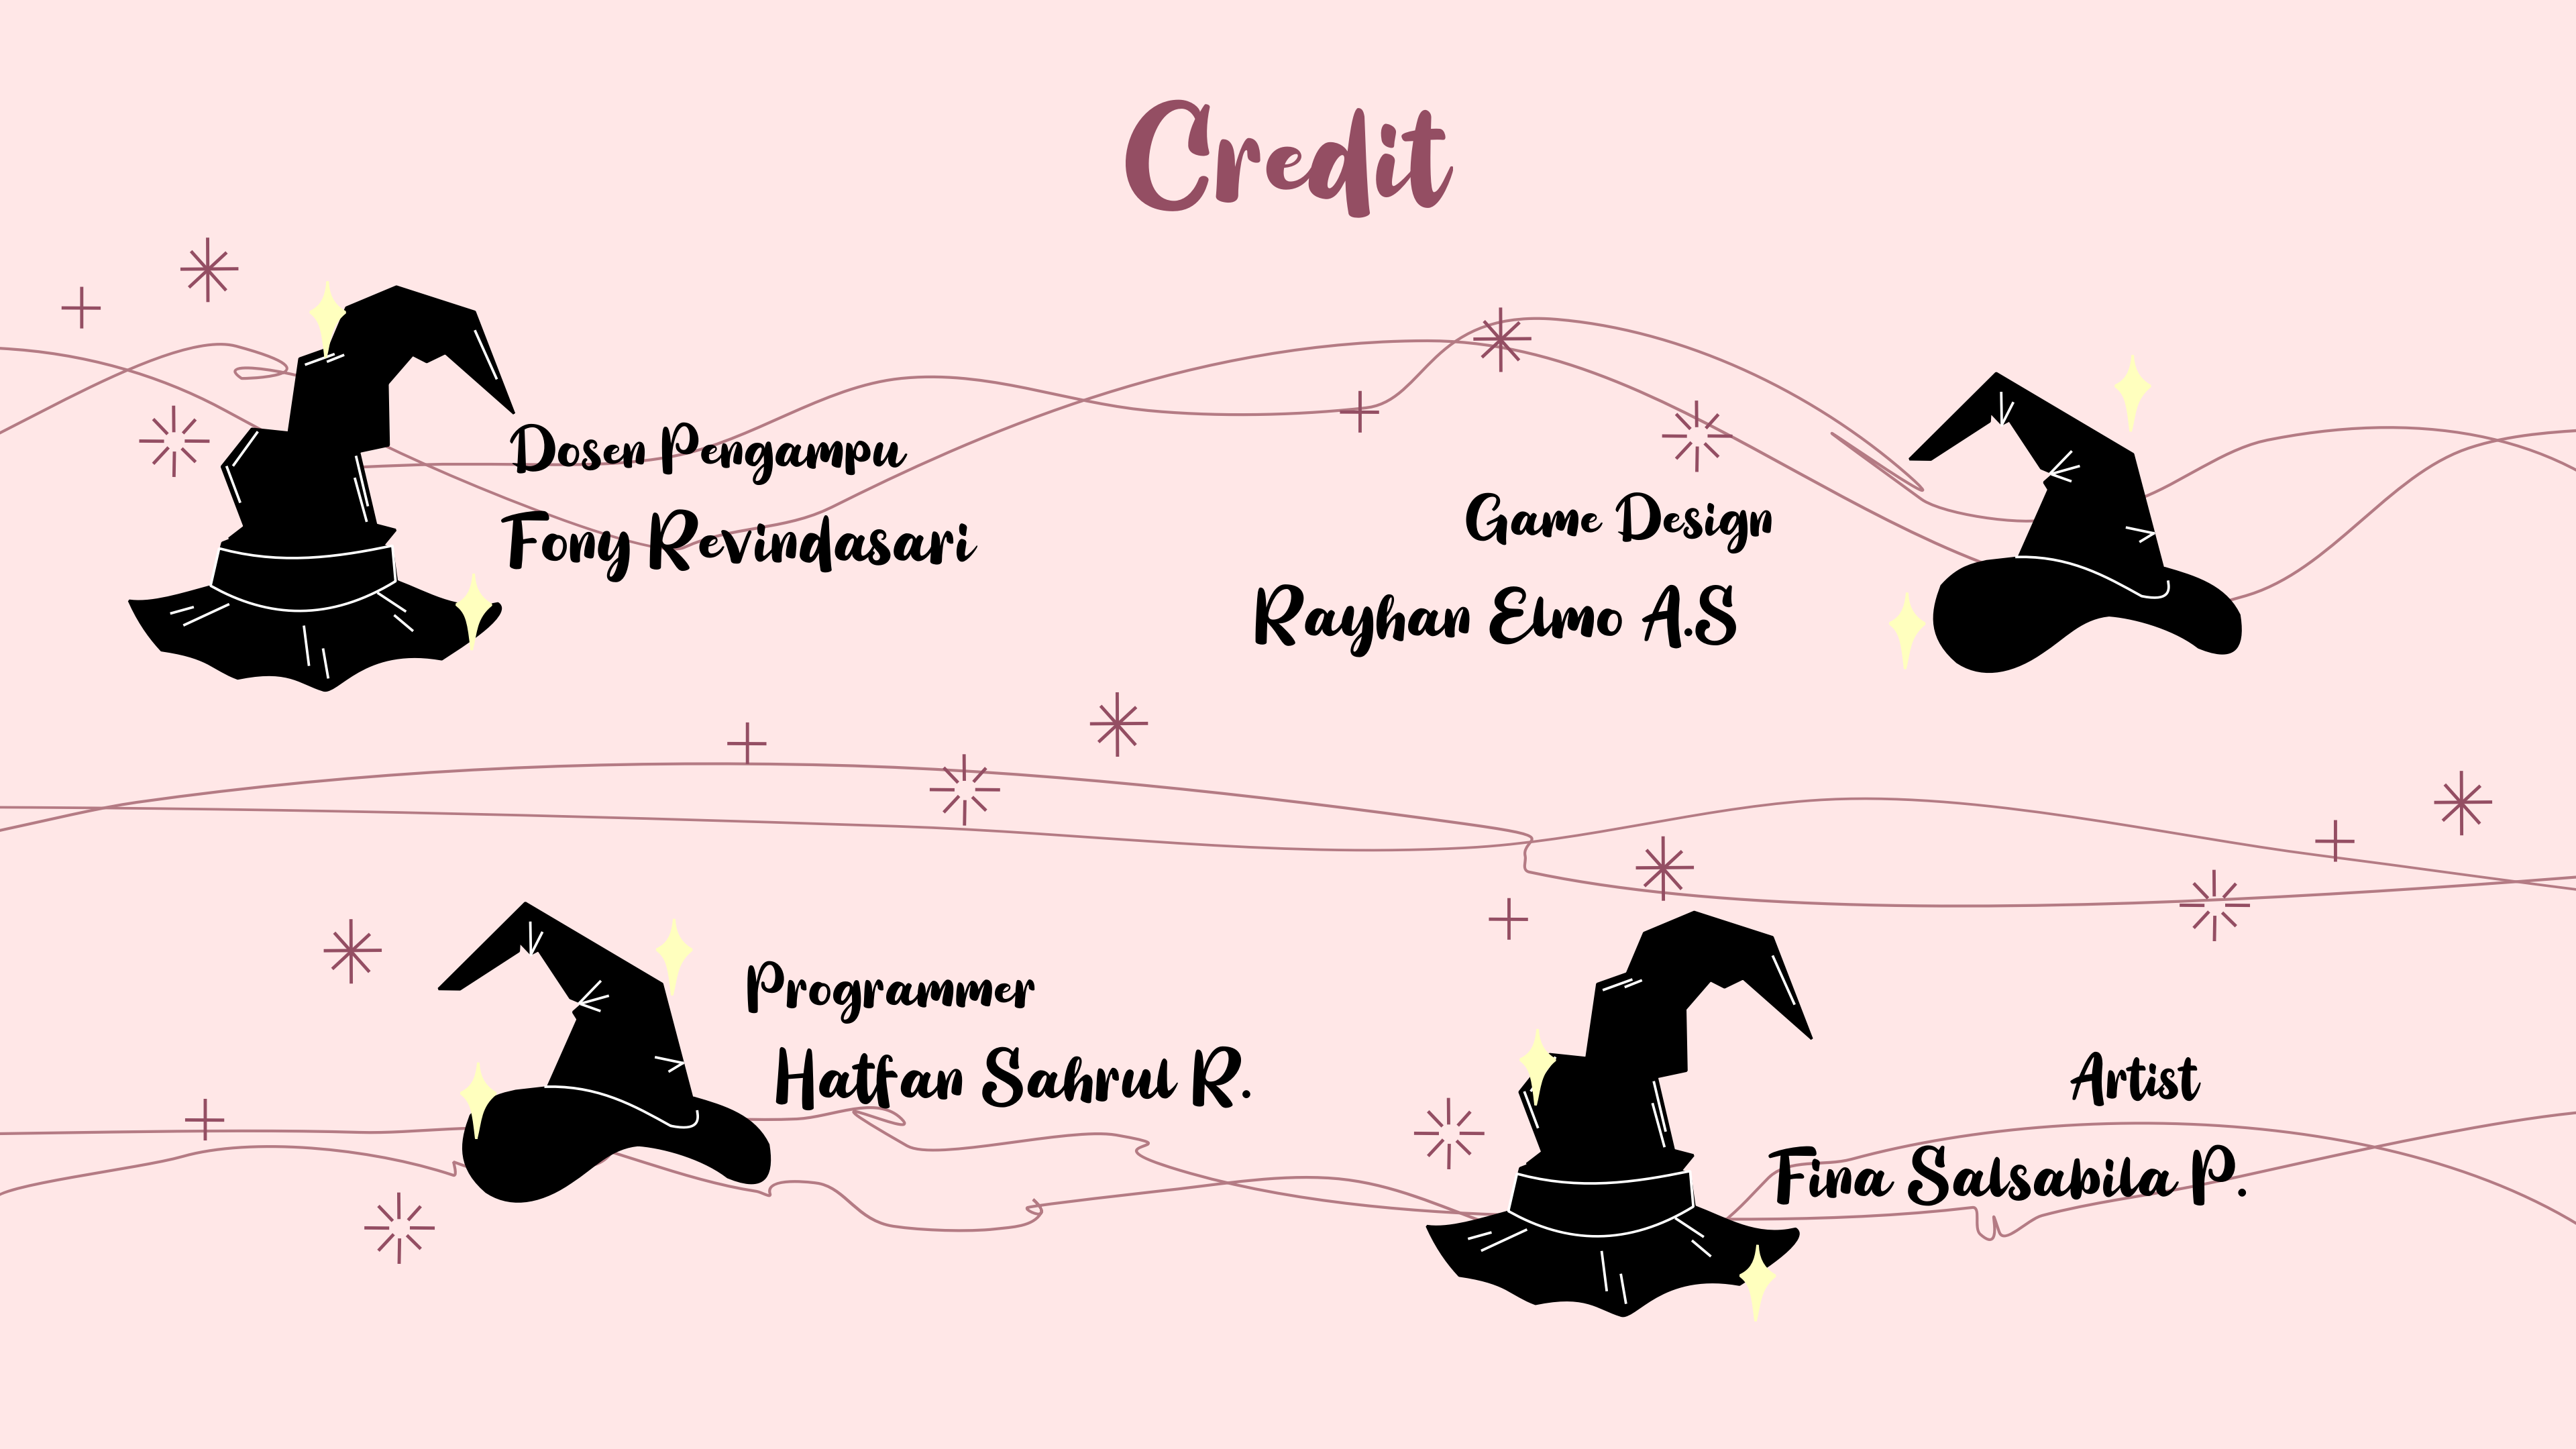 Credit
Dosen Pengampu
Fony Revindasari
Game Design
Rayhan Elmo A.S
Programmer
Hatfan Sahrul R.
Artist
Fina Salsabila P.